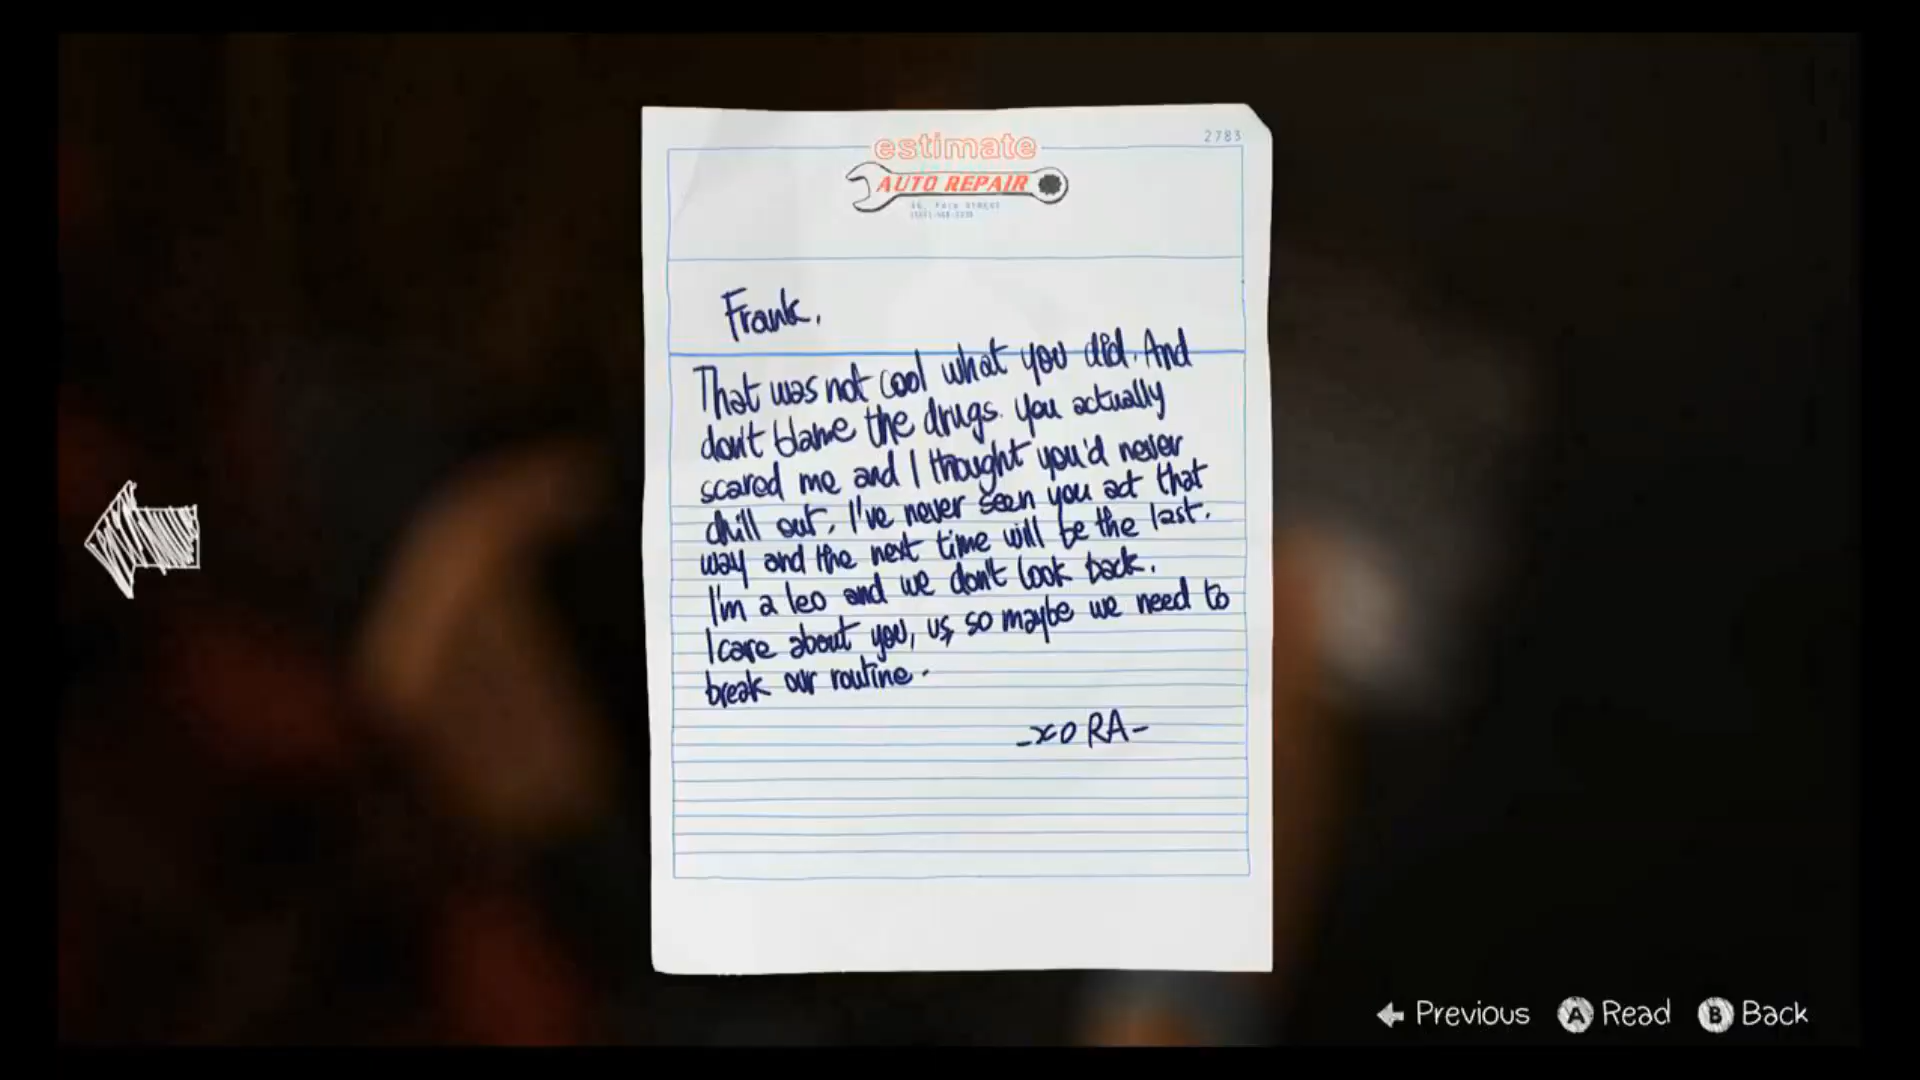 2783
estimate
AUTO REPAIR
Frank,
That was not cool what you did. And
don't blame the drugs. You actually
scared me and I thought you'd never
chill out. I've never seen you act that
way and the next time will be the last.
I'm a leo and we don't look back.
I care about you, us, so maybe we need to
break our routine.
-xo RA-
Previous A Read B Back